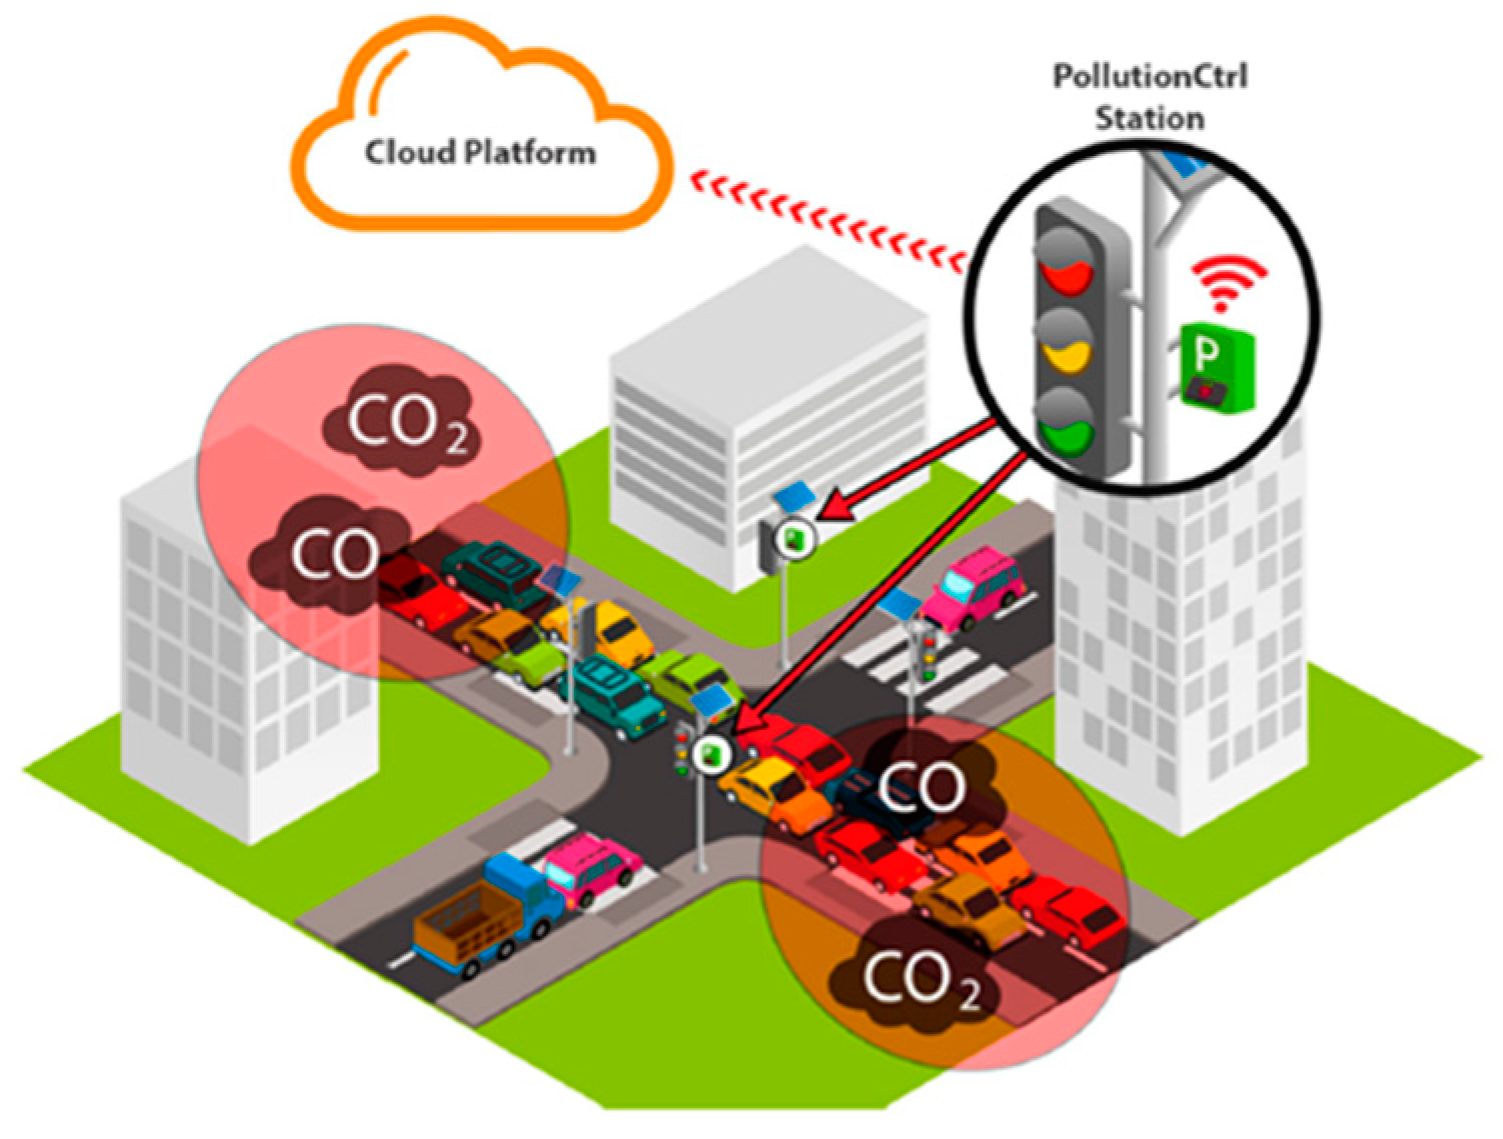 PollutionCtrl
Station
Cloud Platform
P
CO2
CO
CO
CO2